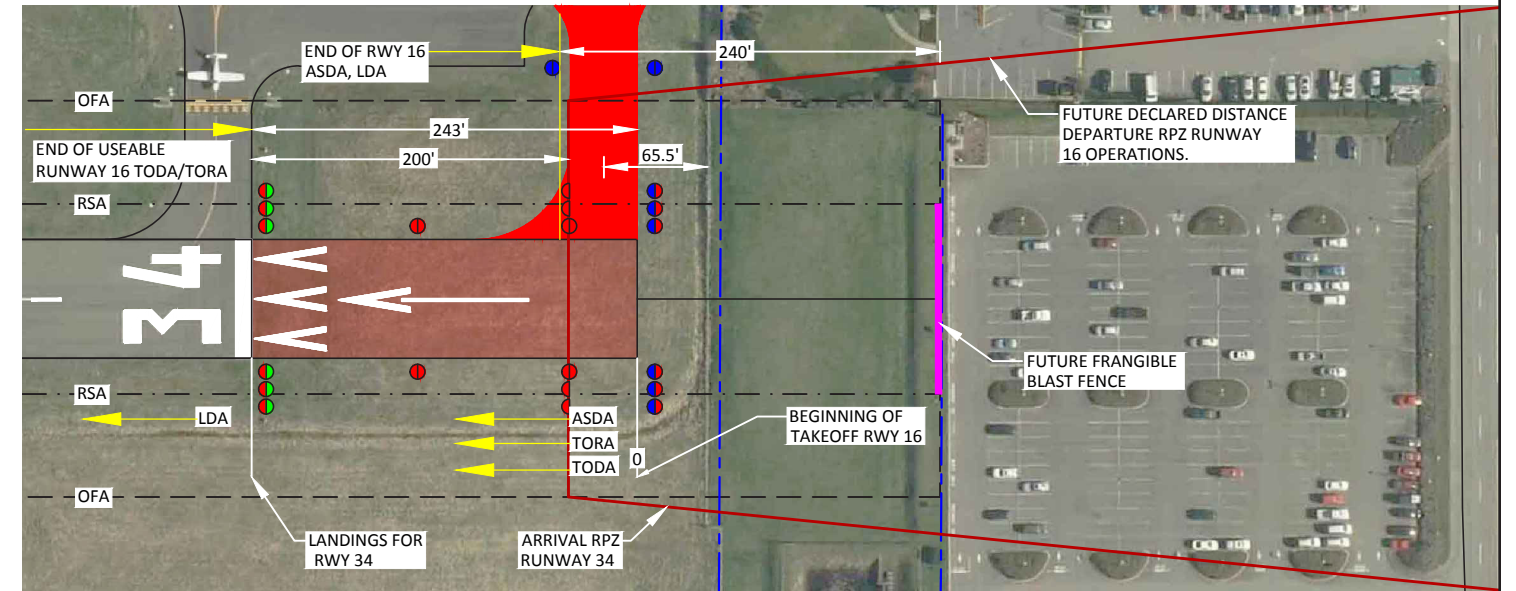 END OF RWY 16
ASDA, LDA
240'
OFA
243'
FUTURE DECLARED DISTANCE
DEPARTURE RPZ RUNWAY
16 OPERATIONS.
END OF USEABLE
RUNWAY 16 TODA/TORA
200'
65.5'
RSA
34
FUTURE FRANGIBLE
BLAST FENCE
RSA
LDA
ASDA
BEGINNING OF
TAKEOFF RWY 16
TORA
0
TODA
OFA
LANDINGS FOR
RWY 34
ARRIVAL RPZ
RUNWAY 34